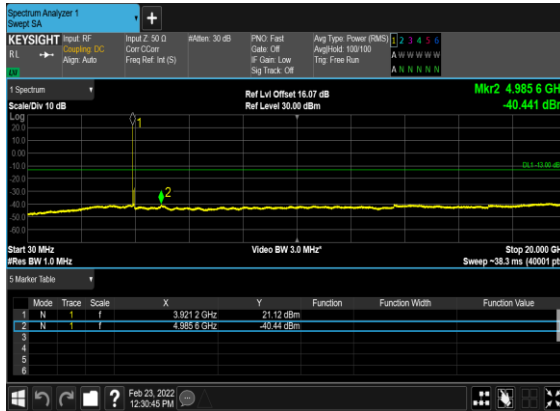 Spectrum Analyzer 1
Swept SA
KEYSIGHT
RL
Input: RF
Coupling: DC
Align: Auto
Input Z: 50 Ω
Corr CCorr
Freq Ref: Int (S)
#Atten: 30 dB
PNO: Fast
Gate: Off
IF Gain: Low
Sig Track: Off
Avg Type: Power (RMS)
Avg|Hold: 100/100
Trig: Free Run
1 2 3 4 5 6
A W W W W W
A N N N N N
1 Spectrum
Scale/Div 10 dB
Ref Lvl Offset 16.07 dB
Ref Level 30.00 dBm
Mkr2 4.985 6 GHz
-40.441 dBm
Log
20.0
10.0
0.00
-10.0
-20.0
-30.0
-40.0
-50.0
-60.0
1
2
DL1 -13.00 dB
Start 30 MHz
#Res BW 1.0 MHz
Video BW 3.0 MHz*
Stop 20.000 GH
Sweep ~38.3 ms (40001 pts
5 Marker Table
Mode Trace Scale X Y Function Function Width Function Value
1 N 1 f 3.921 2 GHz 21.12 dBm
2 N 1 f 4.985 6 GHz -40.44 dBm
3
4
5
6
Feb 23, 2022
12:30:45 PM